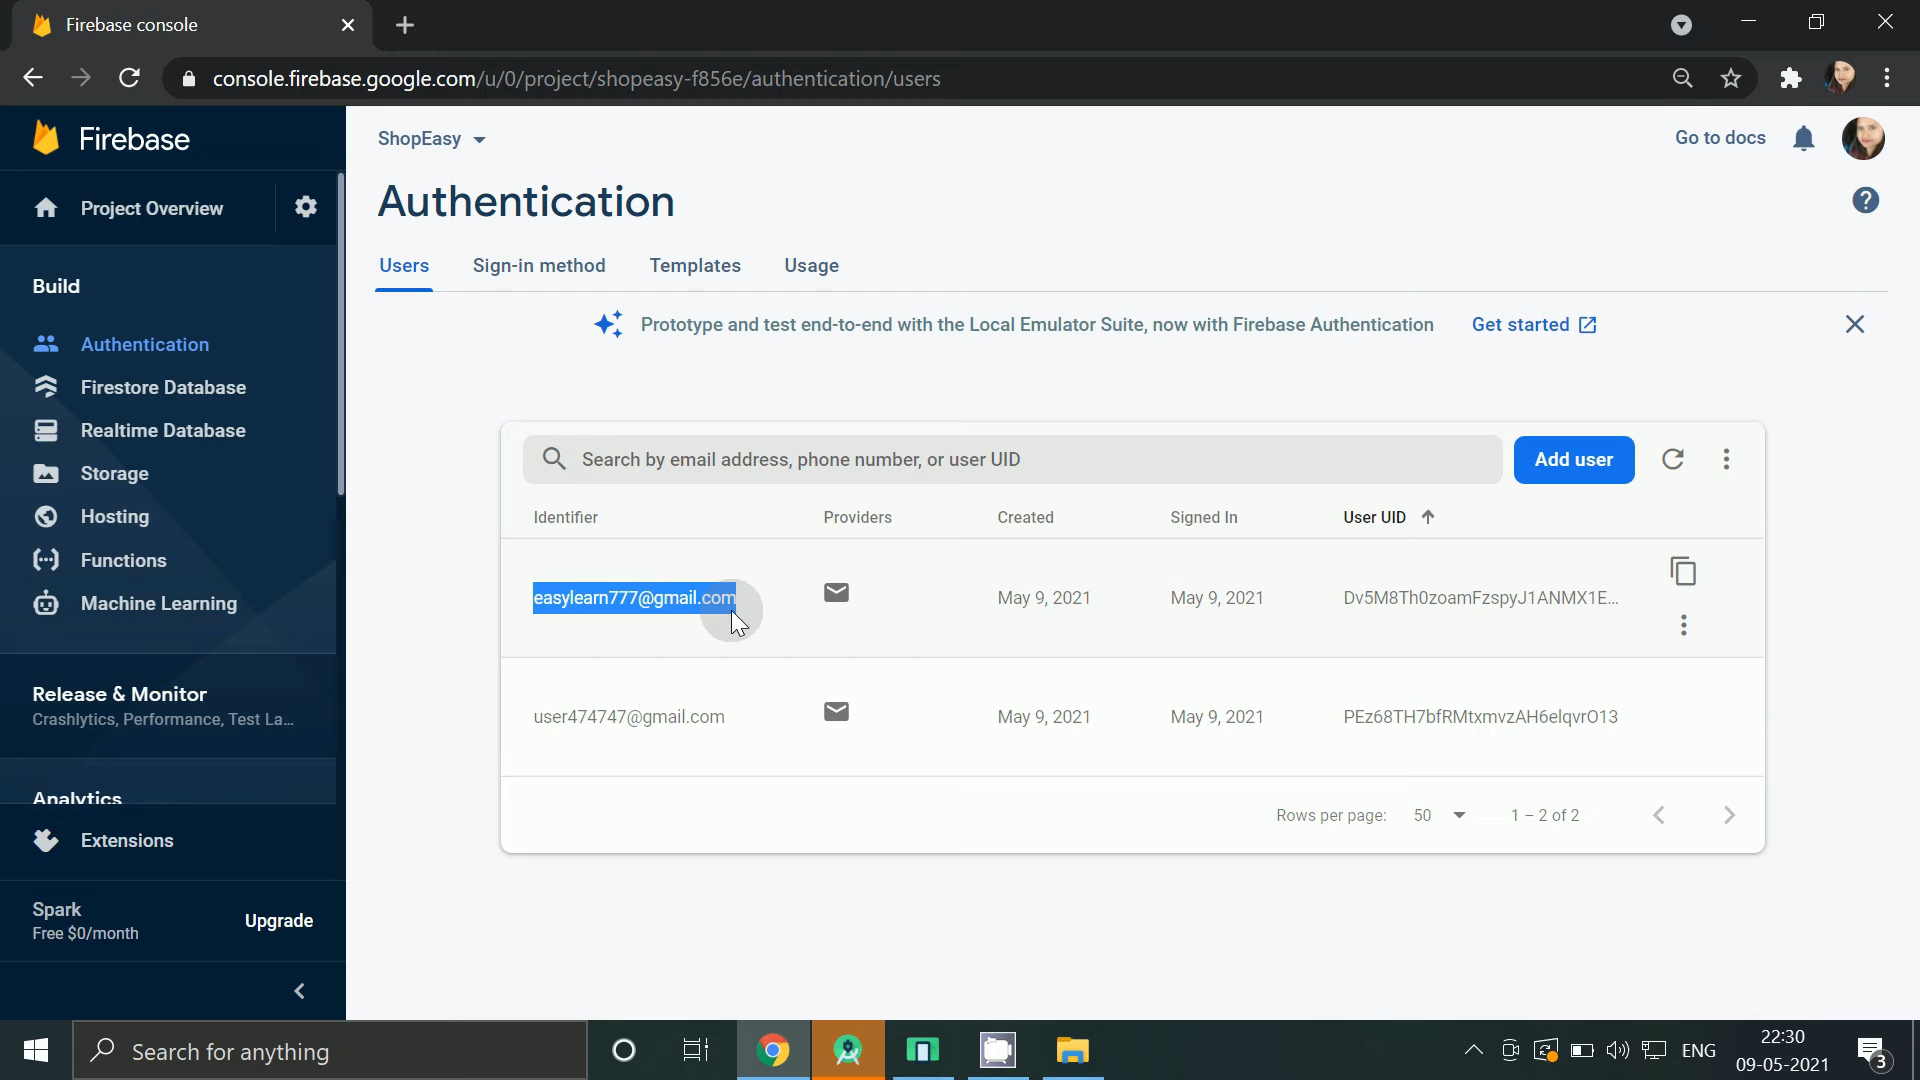 Firebase console
console.firebase.google.com/u/0/project/shopeasy-f856e/authentication/users
Firebase
ShopEasy
Go to docs
Project Overview
Authentication
Users Sign-in method Templates Usage
Build
Prototype and test end-to-end with the Local Emulator Suite, now with Firebase Authentication Get started
Authentication
Firestore Database
Realtime Database
Storage
Hosting
Functions
Machine Learning
Search by email address, phone number, or user UID Add user
Identifier Providers Created Signed In User UID
easylearn777@gmail.com May 9, 2021 May 9, 2021 Dv5M8Th0zoamFzspyJ1ANMX1E...
user474747@gmail.com May 9, 2021 May 9, 2021 PEz68TH7bfRMtxmvzAH6elqvrO13
Rows per page: 50 1 – 2 of 2
Release & Monitor
Crashlytics, Performance, Test La...
Analytics
Extensions
Spark
Free $0/month
Upgrade
Search for anything
ENG
22:30
09-05-2021
3